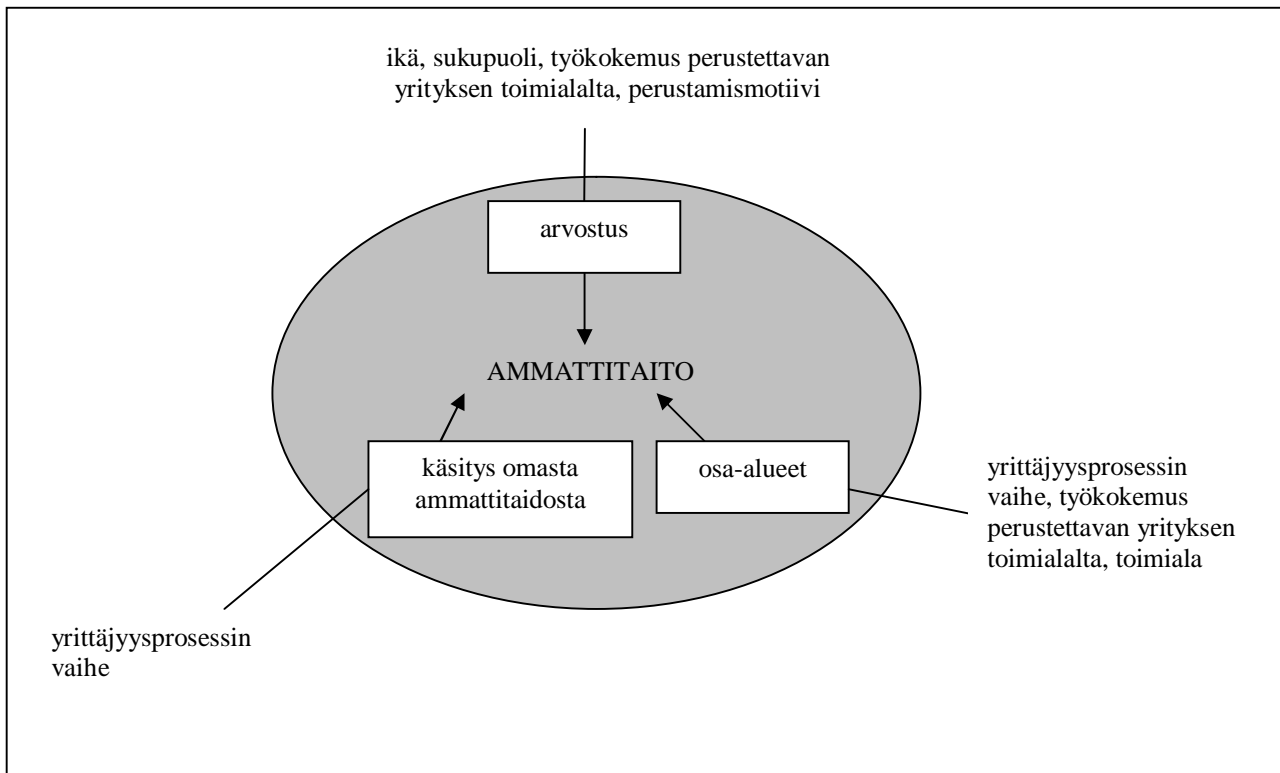 ikä, sukupuoli, työkokemus perustettavan
yrityksen toimialalta, perustamismotiivi
arvostus
AMMATTITAITO
käsitys omasta
ammattitaidosta
osa-alueet
yrittäjyysprosessin
vaihe, työkokemus
perustettavan yrityksen
toimialalta, toimiala
yrittäjyysprosessin
vaihe